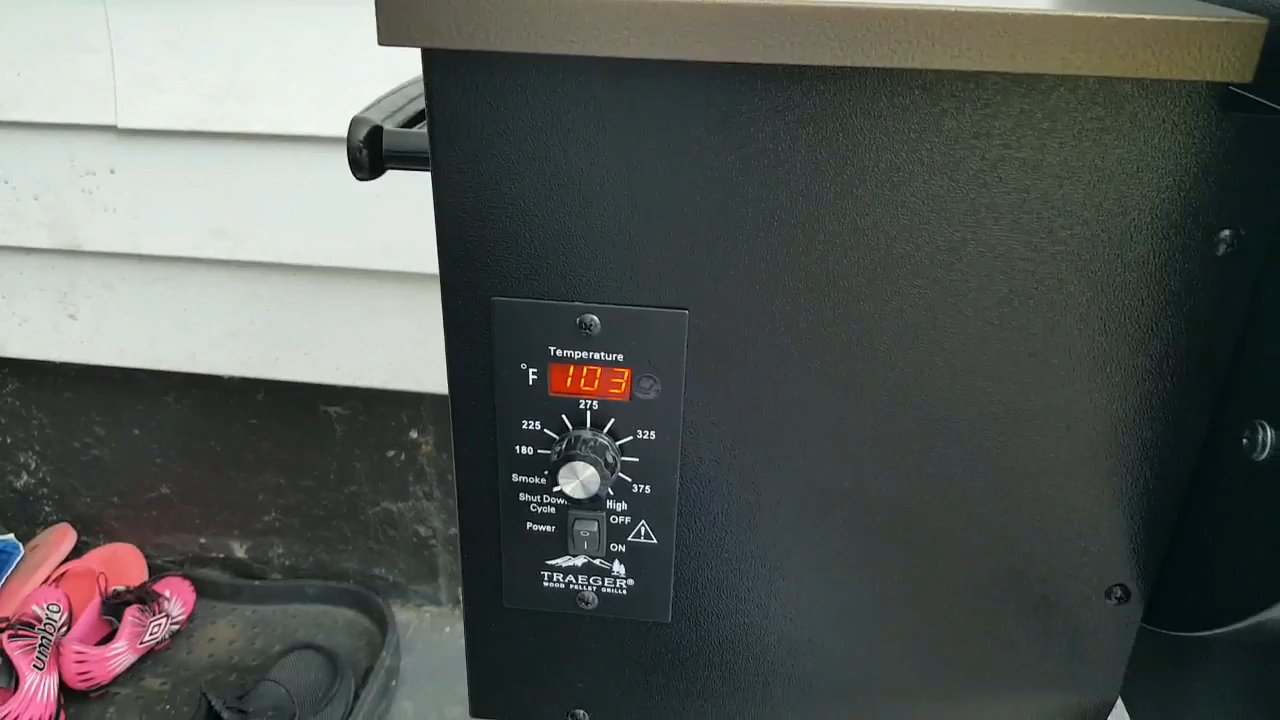 Temperature
°F 103
275
225
325
180
Smoke
375
Shut Down
Cycle
High
OFF
Power
ON
TRAEGER®
WOOD PELLET GRILLS
umbro